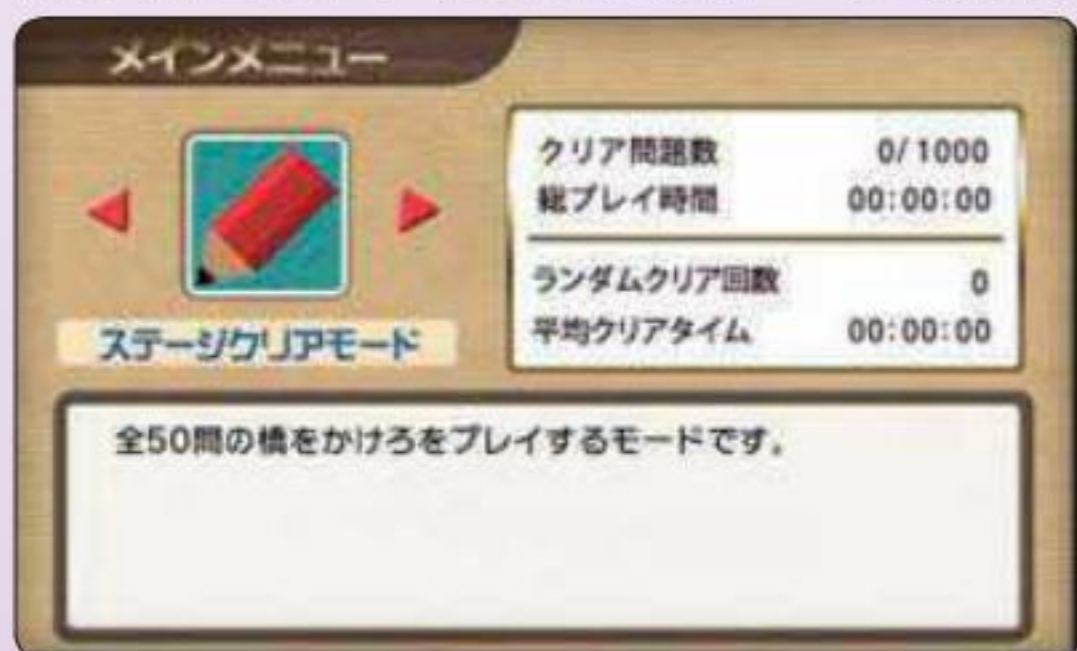 メインメニュー
クリア問題数 0/1000
総プレイ時間 00:00:00
ランダムクリア回数 0
平均クリアタイム 00:00:00
ステージクリアモード
全50問の橋をかけろをプレイするモードです。